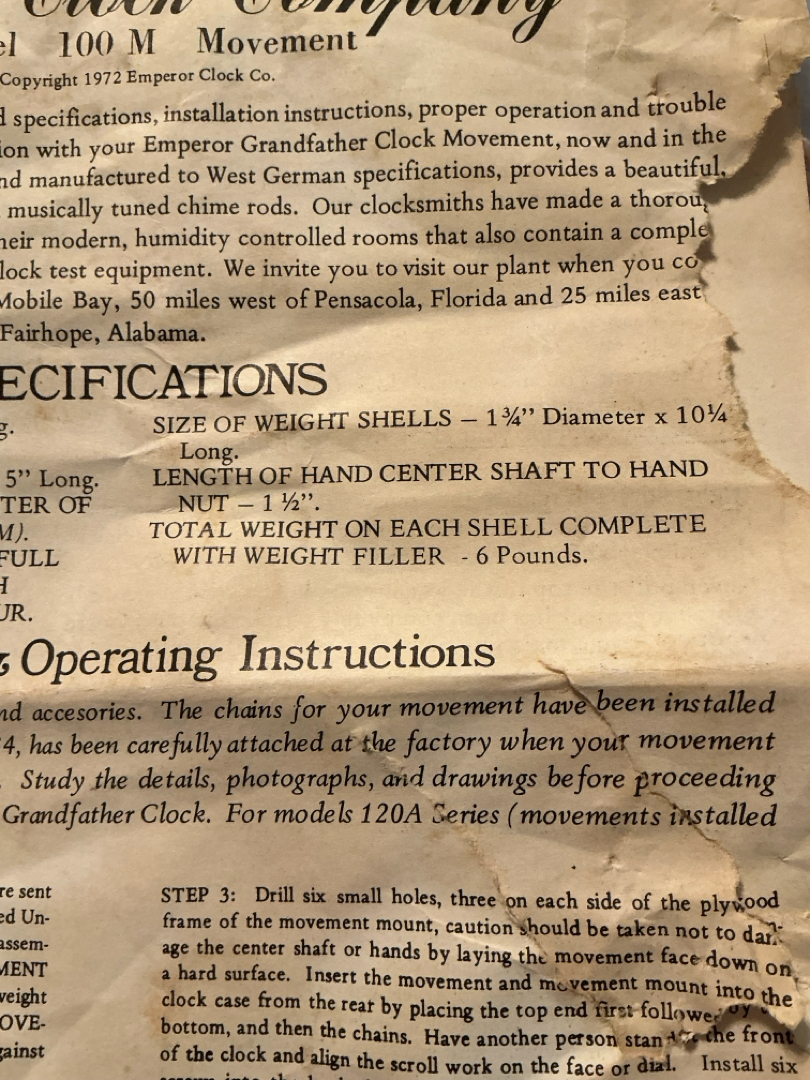 Clock Company
el 100 M Movement
Copyright 1972 Emperor Clock Co.
d specifications, installation instructions, proper operation and trouble
ion with your Emperor Grandfather Clock Movement, now and in the
nd manufactured to West German specifications, provides a beautiful,
musically tuned chime rods. Our clocksmiths have made a thoroug
heir modern, humidity controlled rooms that also contain a comple
lock test equipment. We invite you to visit our plant when you co
Mobile Bay, 50 miles west of Pensacola, Florida and 25 miles east
Fairhope, Alabama.
ECIFICATIONS
g.
5” Long.
TER OF
M).
FULL
H
UR.
SIZE OF WEIGHT SHELLS – 1¾” Diameter x 10¼
Long.
LENGTH OF HAND CENTER SHAFT TO HAND
NUT – 1 ½”.
TOTAL WEIGHT ON EACH SHELL COMPLETE
WITH WEIGHT FILLER - 6 Pounds.
& Operating Instructions
nd accesories. The chains for your movement have been installed
4, has been carefully attached at the factory when your movement
. Study the details, photographs, and drawings before proceeding
Grandfather Clock. For models 120A Series (movements installed
re sent
ed Un-
assem-
MENT
weight
OVE-
gainst
STEP 3: Drill six small holes, three on each side of the plywood
frame of the movement mount, caution should be taken not to dam-
age the center shaft or hands by laying the movement face down on
a hard surface. Insert the movement and movement mount into the
clock case from the rear by placing the top end first followed by
bottom, and then the chains. Have another person stand the front
of the clock and align the scroll work on the face or dial. Install six